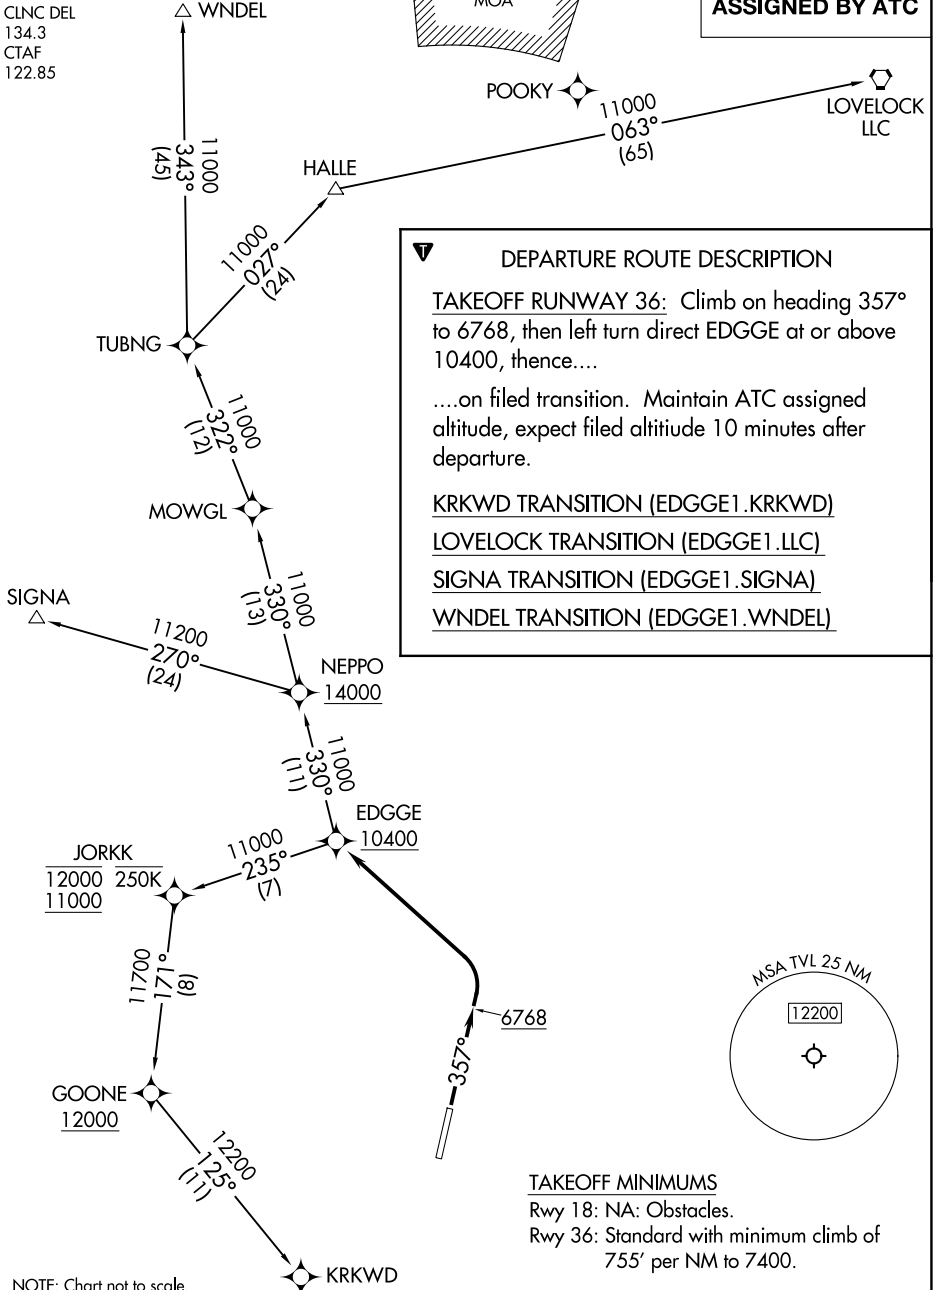 CLNC DEL
134.3
CTAF
122.85
WNDEL
MOA
ASSIGNED BY ATC
POOKY
11000
063°
(65)
LOVELOCK
LLC
11000
343°
(45)
HALLE
11000
027°
(24)
TUBNG
DEPARTURE ROUTE DESCRIPTION
TAKEOFF RUNWAY 36: Climb on heading 357°
to 6768, then left turn direct EDGGE at or above
10400, thence....
....on filed transition. Maintain ATC assigned
altitude, expect filed altitiude 10 minutes after
departure.
KRKWD TRANSITION (EDGGE1.KRKWD)
LOVELOCK TRANSITION (EDGGE1.LLC)
SIGNA TRANSITION (EDGGE1.SIGNA)
WNDEL TRANSITION (EDGGE1.WNDEL)
T
11000
322°
(12)
MOWGL
11000
330°
(13)
SIGNA
11200
270°
(24)
NEPPO
14000
11000
330°
(11)
EDGGE
10400
11000
235°
(7)
JORKK
12000 250K
11000
11700
171°
(8)
6768
357°
GOONE
12000
12200
125°
(11)
KRKWD
MSA TVL 25 NM
12200
TAKEOFF MINIMUMS
Rwy 18: NA: Obstacles.
Rwy 36: Standard with minimum climb of
755' per NM to 7400.
NOTE: Chart not to scale